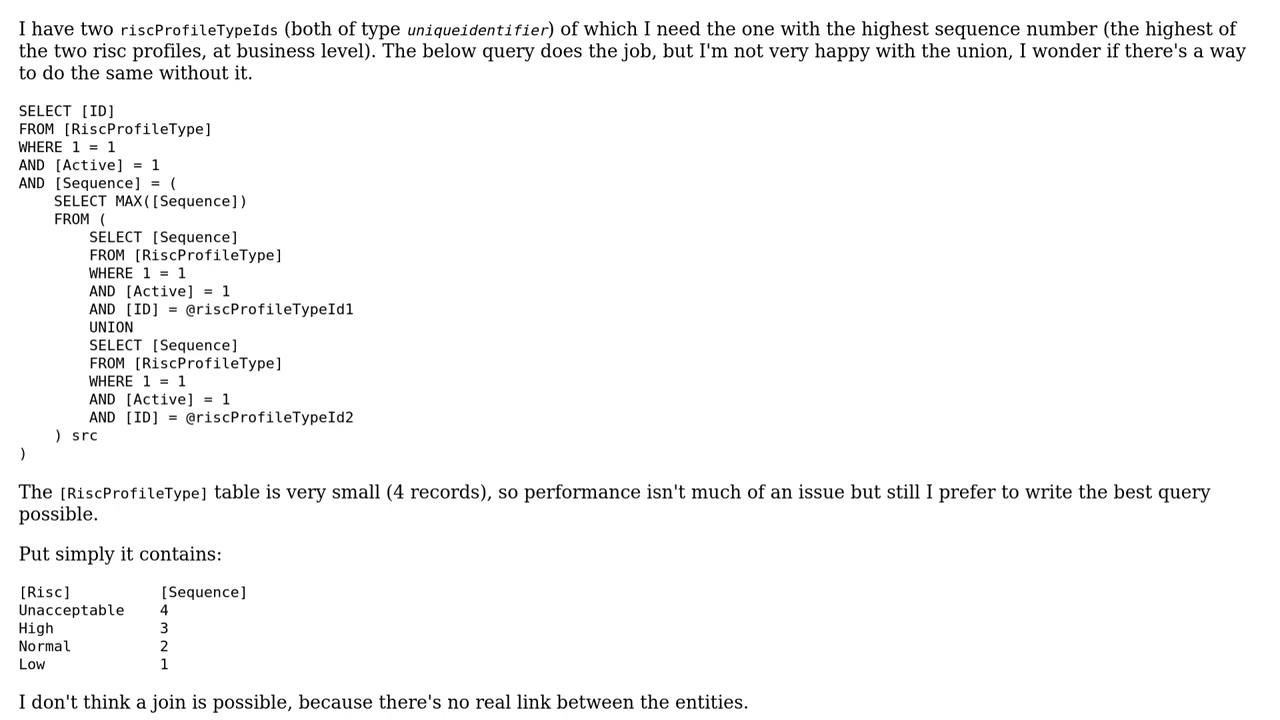 I have two riscProfileTypeIds (both of type uniqueidentifier) of which I need the one with the highest sequence number (the highest of
the two risc profiles, at business level). The below query does the job, but I'm not very happy with the union, I wonder if there's a way
to do the same without it.
SELECT [ID]
FROM [RiscProfileType]
WHERE 1 = 1
AND [Active] = 1
AND [Sequence] = (
    SELECT MAX([Sequence])
    FROM (
        SELECT [Sequence]
        FROM [RiscProfileType]
        WHERE 1 = 1
        AND [Active] = 1
        AND [ID] = @riscProfileTypeId1
        UNION
        SELECT [Sequence]
        FROM [RiscProfileType]
        WHERE 1 = 1
        AND [Active] = 1
        AND [ID] = @riscProfileTypeId2
    ) src
)
The [RiscProfileType] table is very small (4 records), so performance isn't much of an issue but still I prefer to write the best query
possible.
Put simply it contains:
[Risc]          [Sequence]
Unacceptable    4
High            3
Normal          2
Low             1
I don't think a join is possible, because there's no real link between the entities.